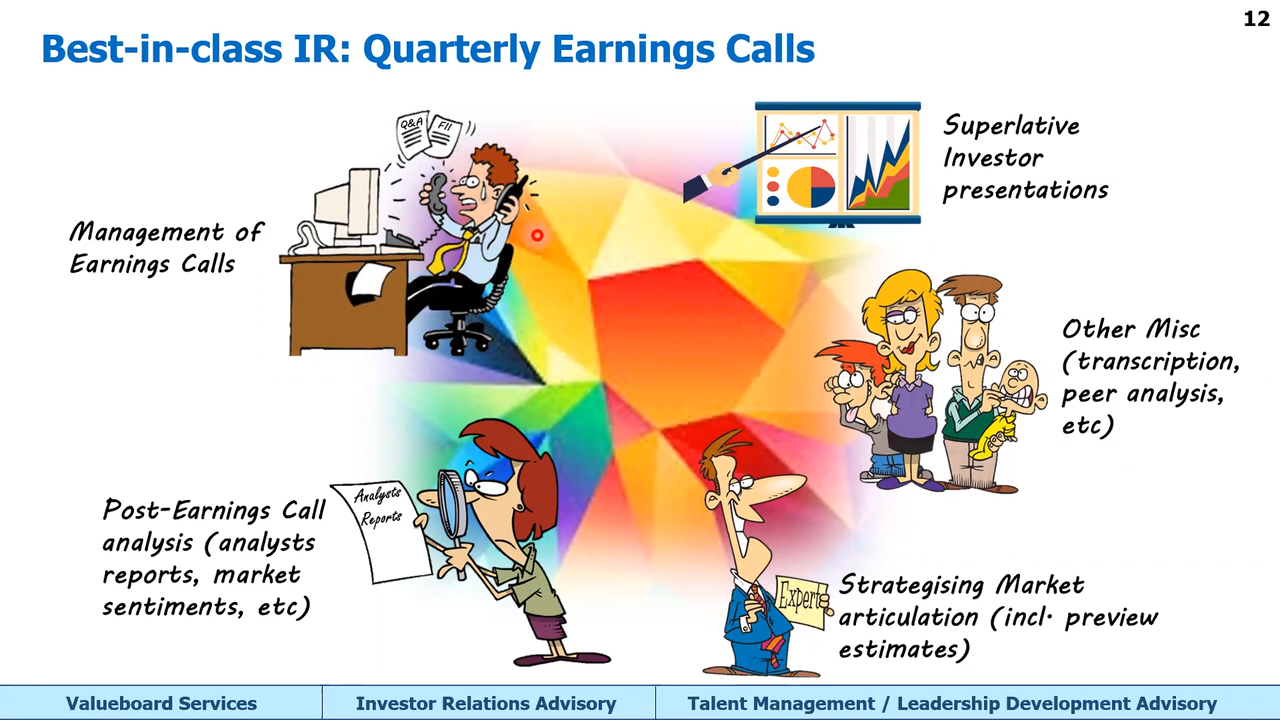 12
Best-in-class IR: Quarterly Earnings Calls
Q&A
FII
Superlative
Investor
presentations
Management of
Earnings Calls
Other Misc
(transcription,
peer analysis,
etc)
Post-Earnings Call
analysis (analysts
reports, market
sentiments, etc)
Analysts
Reports
Expert
Strategising Market
articulation (incl. preview
estimates)
Valueboard Services
Investor Relations Advisory
Talent Management / Leadership Development Advisory